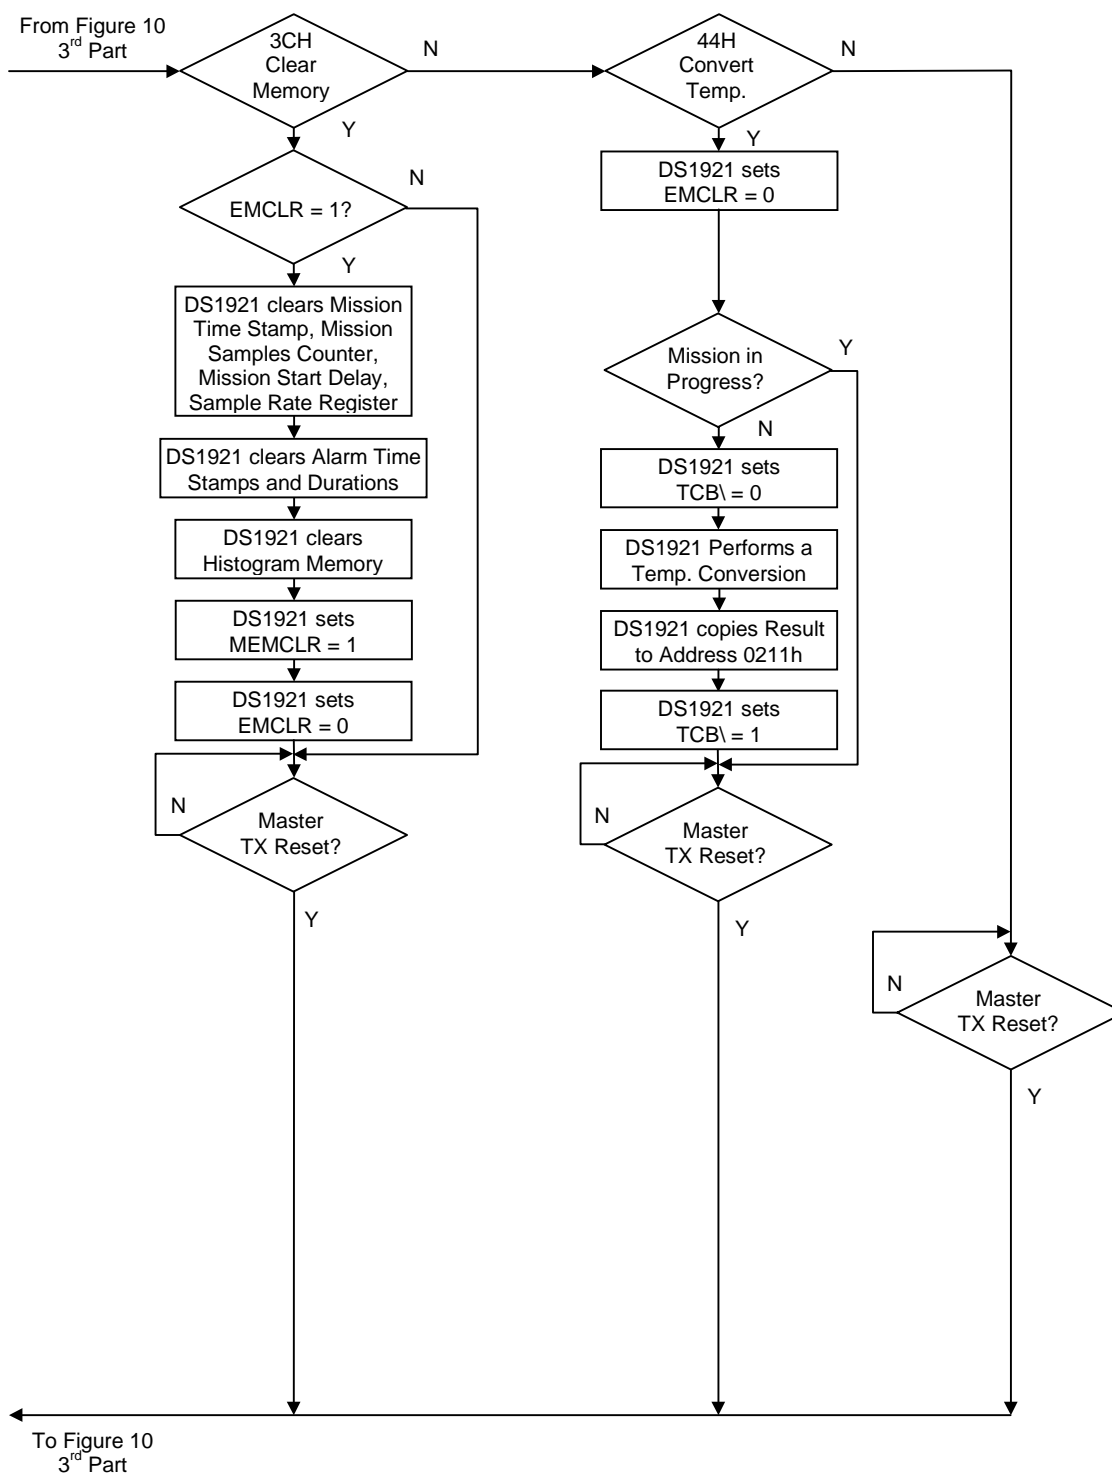 From Figure 10
3rd Part
3CH
Clear
Memory
N
Y
EMCLR = 1?
N
Y
DS1921 clears Mission
Time Stamp, Mission
Samples Counter,
Mission Start Delay,
Sample Rate Register
DS1921 clears Alarm Time
Stamps and Durations
DS1921 clears
Histogram Memory
DS1921 sets
MEMCLR = 1
DS1921 sets
EMCLR = 0
N
Master
TX Reset?
Y
44H
Convert
Temp.
N
Y
DS1921 sets
EMCLR = 0
Mission in
Progress?
Y
N
DS1921 sets
TCB\ = 0
DS1921 Performs a
Temp. Conversion
DS1921 copies Result
to Address 0211h
DS1921 sets
TCB\ = 1
N
Master
TX Reset?
Y
N
Master
TX Reset?
Y
To Figure 10
3rd Part